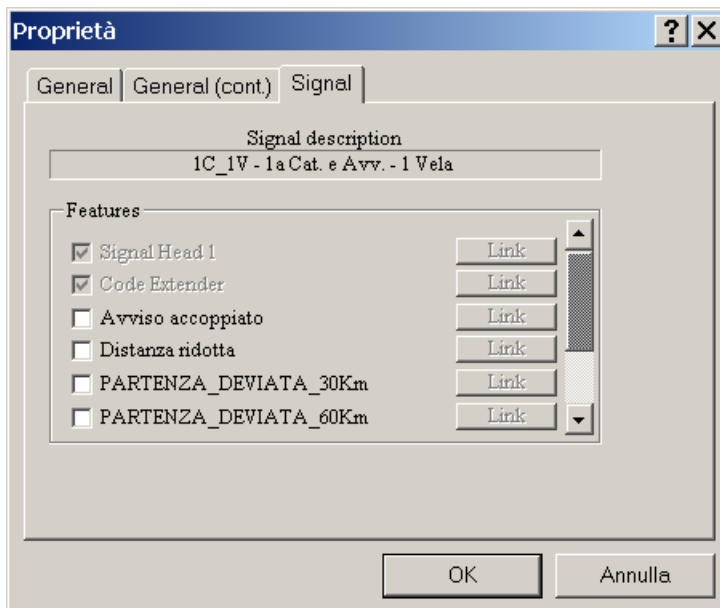 Proprietà
General General (cont.) Signal
Signal description
1C_1V - 1a Cat. e Avv. - 1 Vela
Features
Signal Head 1 Link
Code Extender Link
Avviso accoppiato Link
Distanza ridotta Link
PARTENZA_DEVIATA_30Km Link
PARTENZA_DEVIATA_60Km Link
OK Annulla